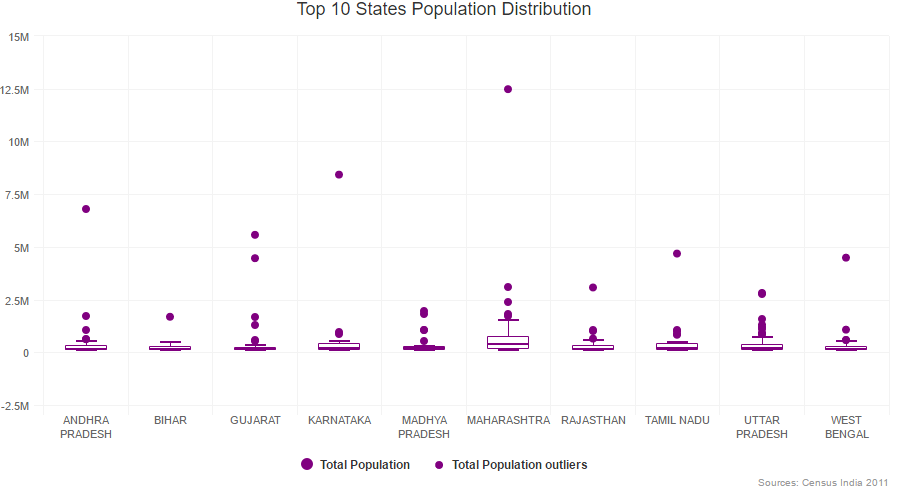 Top 10 States Population Distribution
15M
12.5M
10M
7.5M
5M
2.5M
0
-2.5M
ANDHRA PRADESH
BIHAR
GUJARAT
KARNATAKA
MADHYA PRADESH
MAHARASHTRA
RAJASTHAN
TAMIL NADU
UTTAR PRADESH
WEST BENGAL
Total Population
Total Population outliers
Sources: Census India 2011